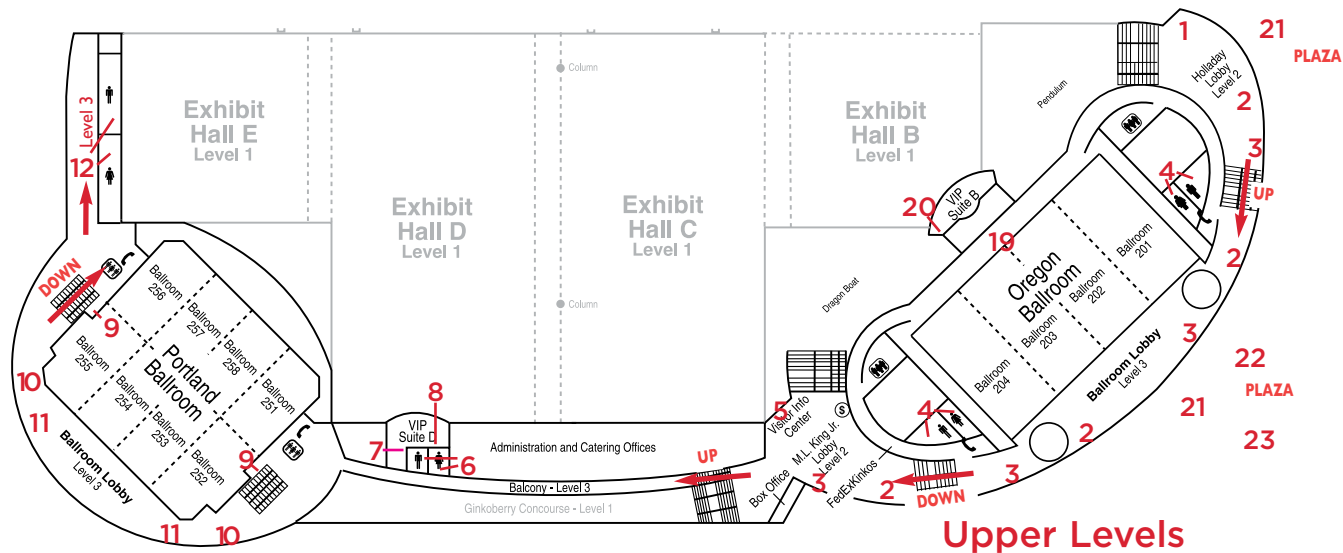 1
21
PLAZA
Holladay
Lobby
Level 2
2
3
UP
2
Pendulum
4
Column
Exhibit
Hall E
Level 1
Exhibit
Hall B
Level 1
Level 3
12
Exhibit
Hall D
Level 1
Exhibit
Hall C
Level 1
20
VIP
Suite B
19
Oregon
Ballroom
Ballroom
201
Ballroom
202
Ballroom
203
Ballroom
204
Ballroom Lobby
Level 3
3
22
PLAZA
21
23
2
3
Dragon Boat
Column
DOWN
9
Ballroom
256
Ballroom
257
Ballroom
258
Ballroom
251
Ballroom
255
Ballroom
254
Ballroom
253
Ballroom
252
Portland
Ballroom
10
11
Ballroom Lobby
Level 3
9
11
10
8
VIP
Suite D
7
6
Administration and Catering Offices
Balcony - Level 3
Ginkoberry Concourse - Level 1
UP
5
Visitor Info
Center
$
M.L. King Jr.
Lobby
Level 2
Box Office
3
FedExKinkos
4
2
DOWN
Upper Levels